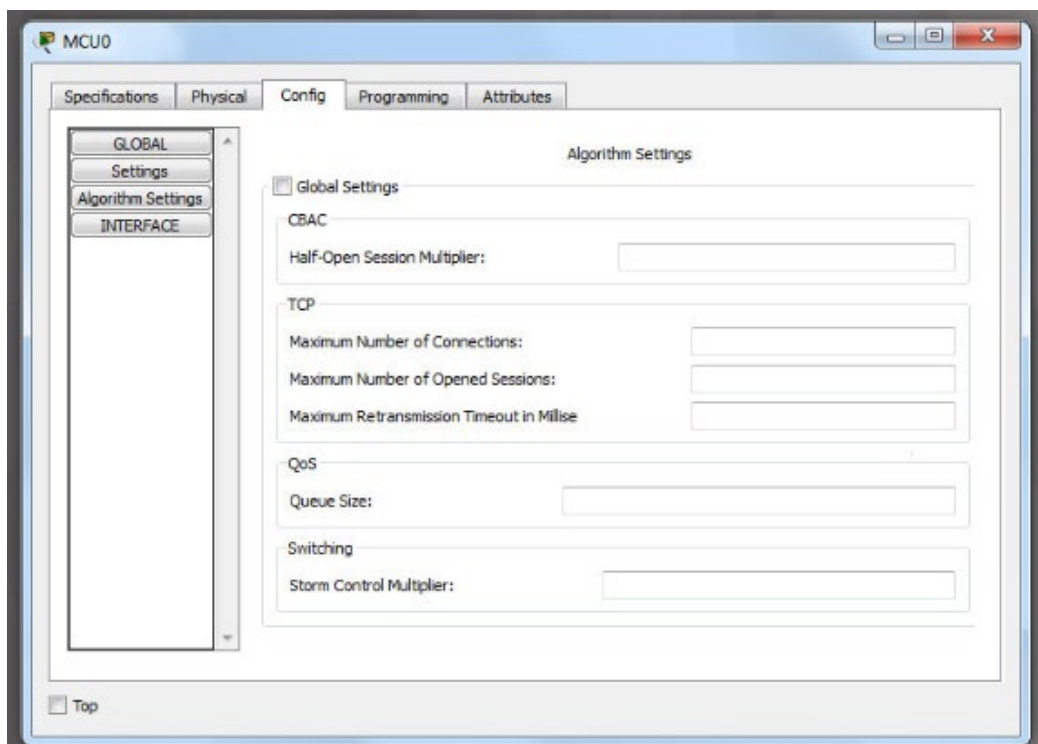 MCU0
Specifications Physical Config Programming Attributes
GLOBAL
Settings
Algorithm Settings
INTERFACE
Algorithm Settings
Global Settings
CBAC
Half-Open Session Multiplier:
TCP
Maximum Number of Connections:
Maximum Number of Opened Sessions:
Maximum Retransmission Timeout in Millise
QoS
Queue Size:
Switching
Storm Control Multiplier:
Top